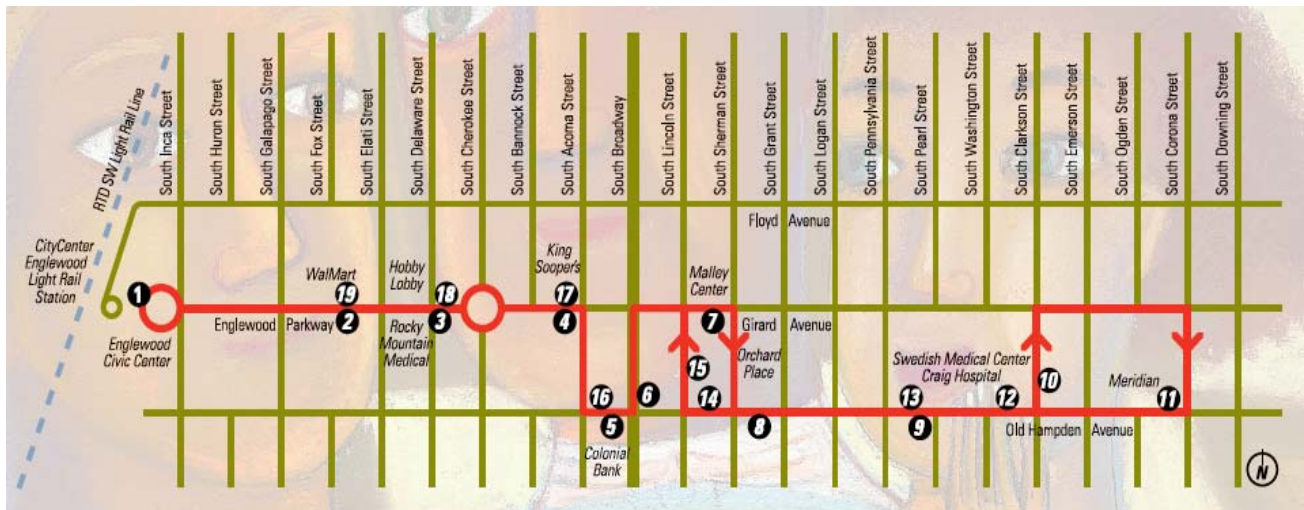 RTD SW Light Rail Line
South Inca Street
South Huron Street
South Galapago Street
South Fox Street
South Elati Street
South Delaware Street
South Cherokee Street
South Bannock Street
South Acoma Street
South Broadway
South Lincoln Street
South Sherman Street
South Grant Street
South Logan Street
South Pennsylvania Street
South Pearl Street
South Washington Street
South Clarkson Street
South Emerson Street
South Ogden Street
South Corona Street
South Downing Street
Floyd Avenue
CityCenter
Englewood
Light Rail
Station
1
Englewood
Civic Center
WalMart
19
2
Englewood Parkway
Hobby
Lobby
18
3
Rocky
Mountain
Medical
King
Sooper's
17
4
16
5
Colonial
Bank
6
Malley
Center
7
Girard Avenue
Orchard
Place
15
14
8
Swedish Medical Center
Craig Hospital
13
9
12
10
Meridian
11
Old Hampden Avenue
N